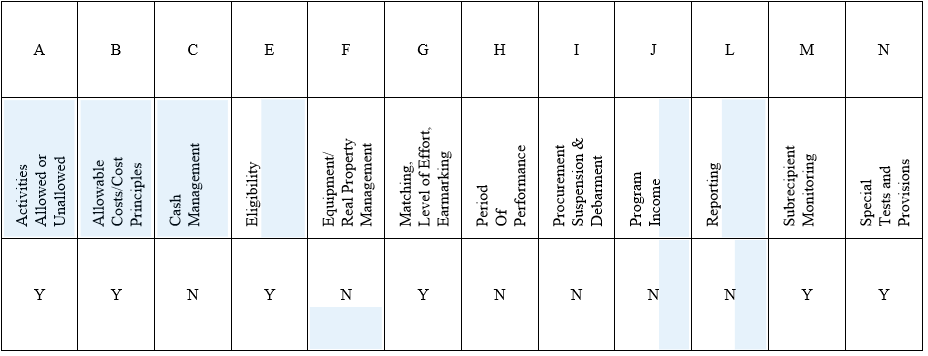 A B C E F G H I J L M N
Activities
Allowed or
Unallowed
Allowable
Costs/Cost
Principles
Cash
Management
Eligibility
Equipment/
Real Property
Management
Matching,
Level of Effort,
Earmarking
Period
Of
Performance
Procurement
Suspension &
Debarment
Program
Income
Reporting
Subrecipient
Monitoring
Special
Tests and
Provisions
Y Y N Y N Y N N N N Y Y